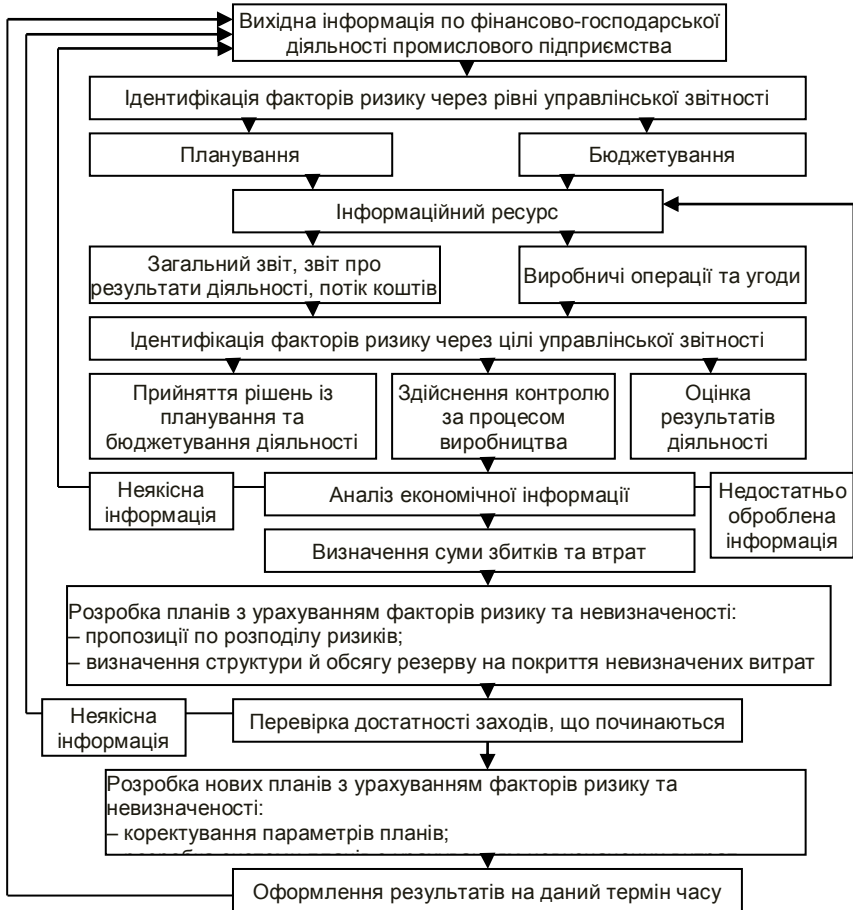 Вихідна інформація по фінансово-господарської
діяльності промислового підприємства
Ідентифікація факторів ризику через рівні управлінської звітності
Планування
Бюджетування
Інформаційний ресурс
Загальний звіт, звіт про
результати діяльності, потік коштів
Виробничі операції та угоди
Ідентифікація факторів ризику через цілі управлінської звітності
Прийняття рішень із
планування та
бюджетування діяльності
Здійснення контролю
за процесом
виробництва
Оцінка
результатів
діяльності
Неякісна
інформація
Аналіз економічної інформації
Недостатньо
оброблена
інформація
Визначення суми збитків та втрат
Розробка планів з урахуванням факторів ризику та невизначеності:
– пропозиції по розподілу ризиків;
– визначення структури й обсягу резерву на покриття невизначених витрат
Неякісна
інформація
Перевірка достатності заходів, що починаються
Розробка нових планів з урахуванням факторів ризику та
невизначеності:
– коректування параметрів планів;
Оформлення результатів на даний термін часу